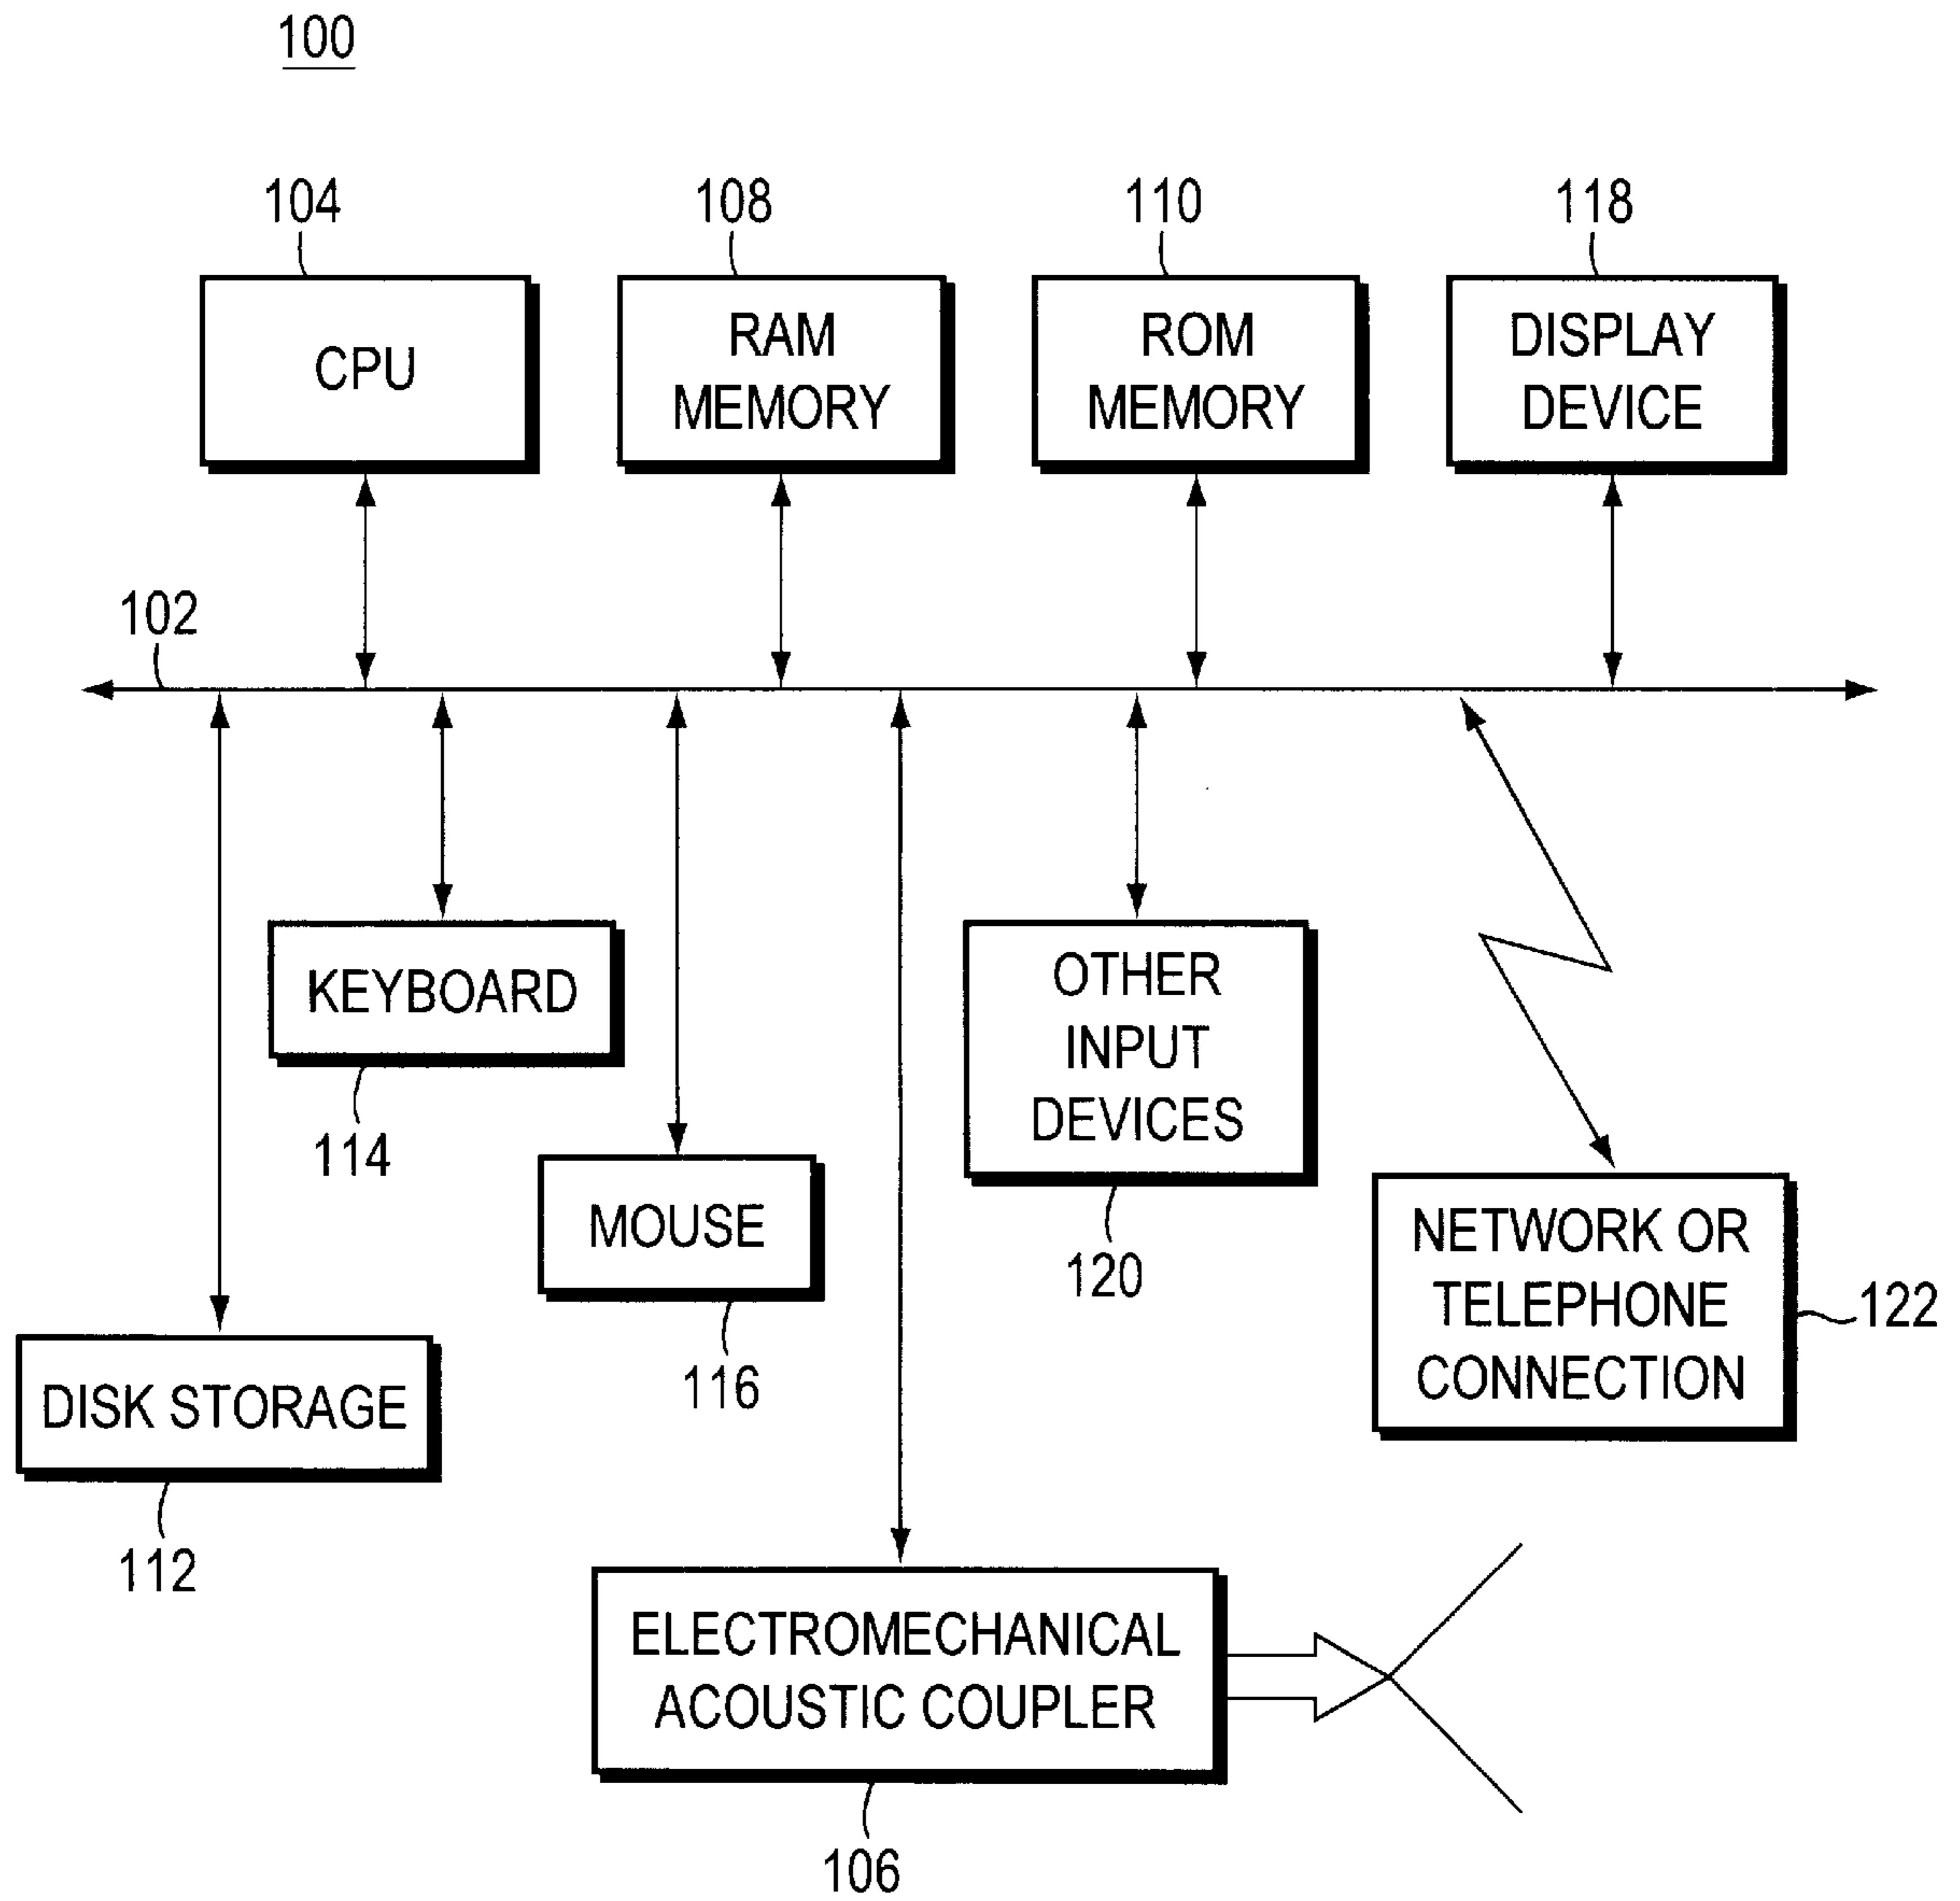 100
104
108
110
118
CPU
RAM
MEMORY
ROM
MEMORY
DISPLAY
DEVICE
102
KEYBOARD
114
OTHER
INPUT
DEVICES
120
MOUSE
116
NETWORK OR
TELEPHONE
CONNECTION
122
DISK STORAGE
112
ELECTROMECHANICAL
ACOUSTIC COUPLER
106